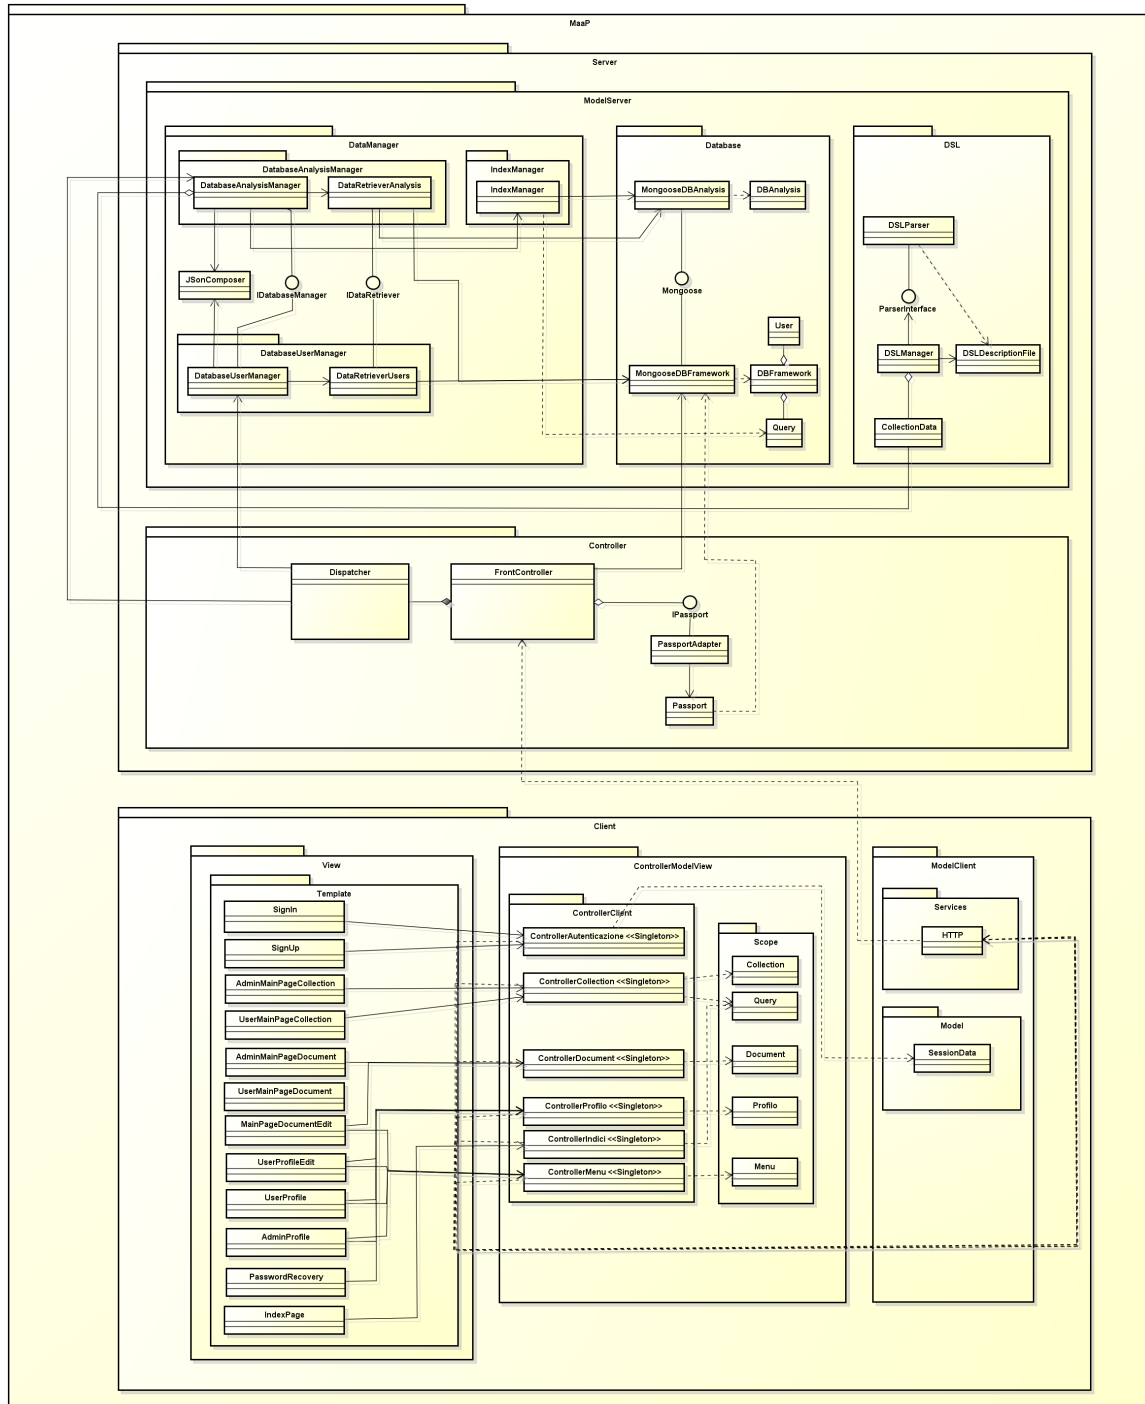 MaaP
Server
ModelServer
DataManager
Database
DSL
DatabaseAnalysisManager
IndexManager
DatabaseAnalysisManager
DataRetrieverAnalysis
IndexManager
MongooseDBAnalysis
DBAnalysis
DSLParser
JSonComposer
IDatabaseManager
IDataRetriever
Mongoose
ParserInterface
User
DatabaseUserManager
DSLManager
DSLDescriptionFile
DatabaseUserManager
DataRetrieverUsers
MongooseDBFramework
DBFramework
Query
CollectionData
Controller
Dispatcher
FrontController
IPassport
PassportAdapter
Passport
Client
View
ControllerModelView
ModelClient
Template
Services
SignIn
ControllerClient
ControllerAutenticazione <<Singleton>>
Scope
HTTP
SignUp
Collection
AdminMainPageCollection
ControllerCollection <<Singleton>>
Query
UserMainPageCollection
Model
AdminMainPageDocument
ControllerDocument <<Singleton>>
Document
SessionData
UserMainPageDocument
ControllerProfilo <<Singleton>>
Profilo
MainPageDocumentEdit
ControllerIndici <<Singleton>>
UserProfileEdit
ControllerMenu <<Singleton>>
Menu
UserProfile
AdminProfile
PasswordRecovery
IndexPage